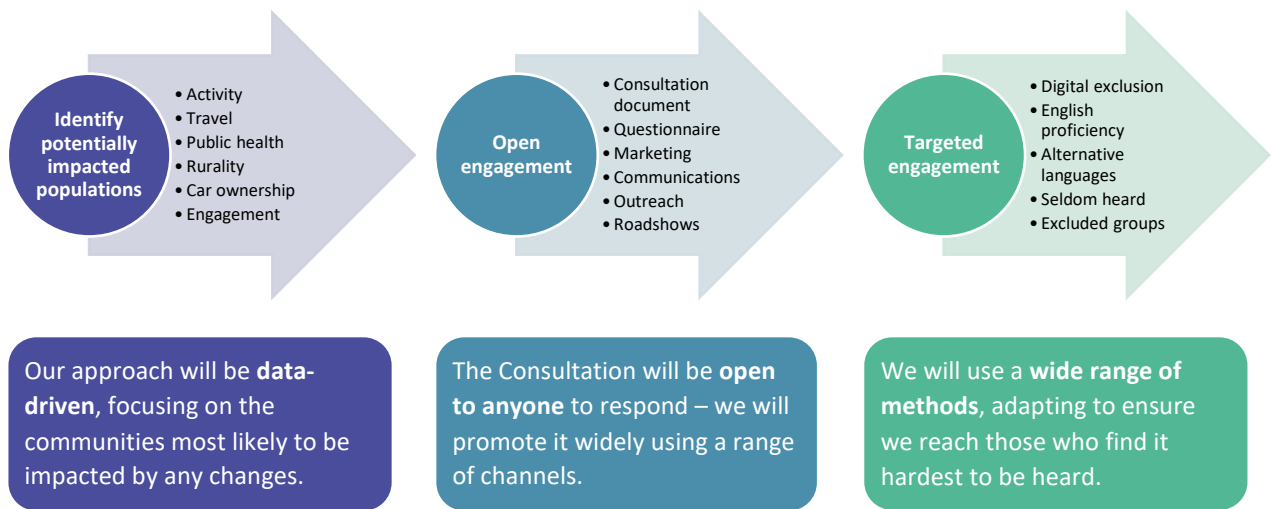 Identify
potentially
impacted
populations
• Activity
• Travel
• Public health
• Rurality
• Car ownership
• Engagement
Open
engagement
• Consultation
document
• Questionnaire
• Marketing
• Communications
• Outreach
• Roadshows
Targeted
engagement
• Digital exclusion
• English
proficiency
• Alternative
languages
• Seldom heard
• Excluded groups
Our approach will be data-
driven, focusing on the
communities most likely to be
impacted by any changes.
The Consultation will be open
to anyone to respond – we will
promote it widely using a range
of channels.
We will use a wide range of
methods, adapting to ensure
we reach those who find it
hardest to be heard.